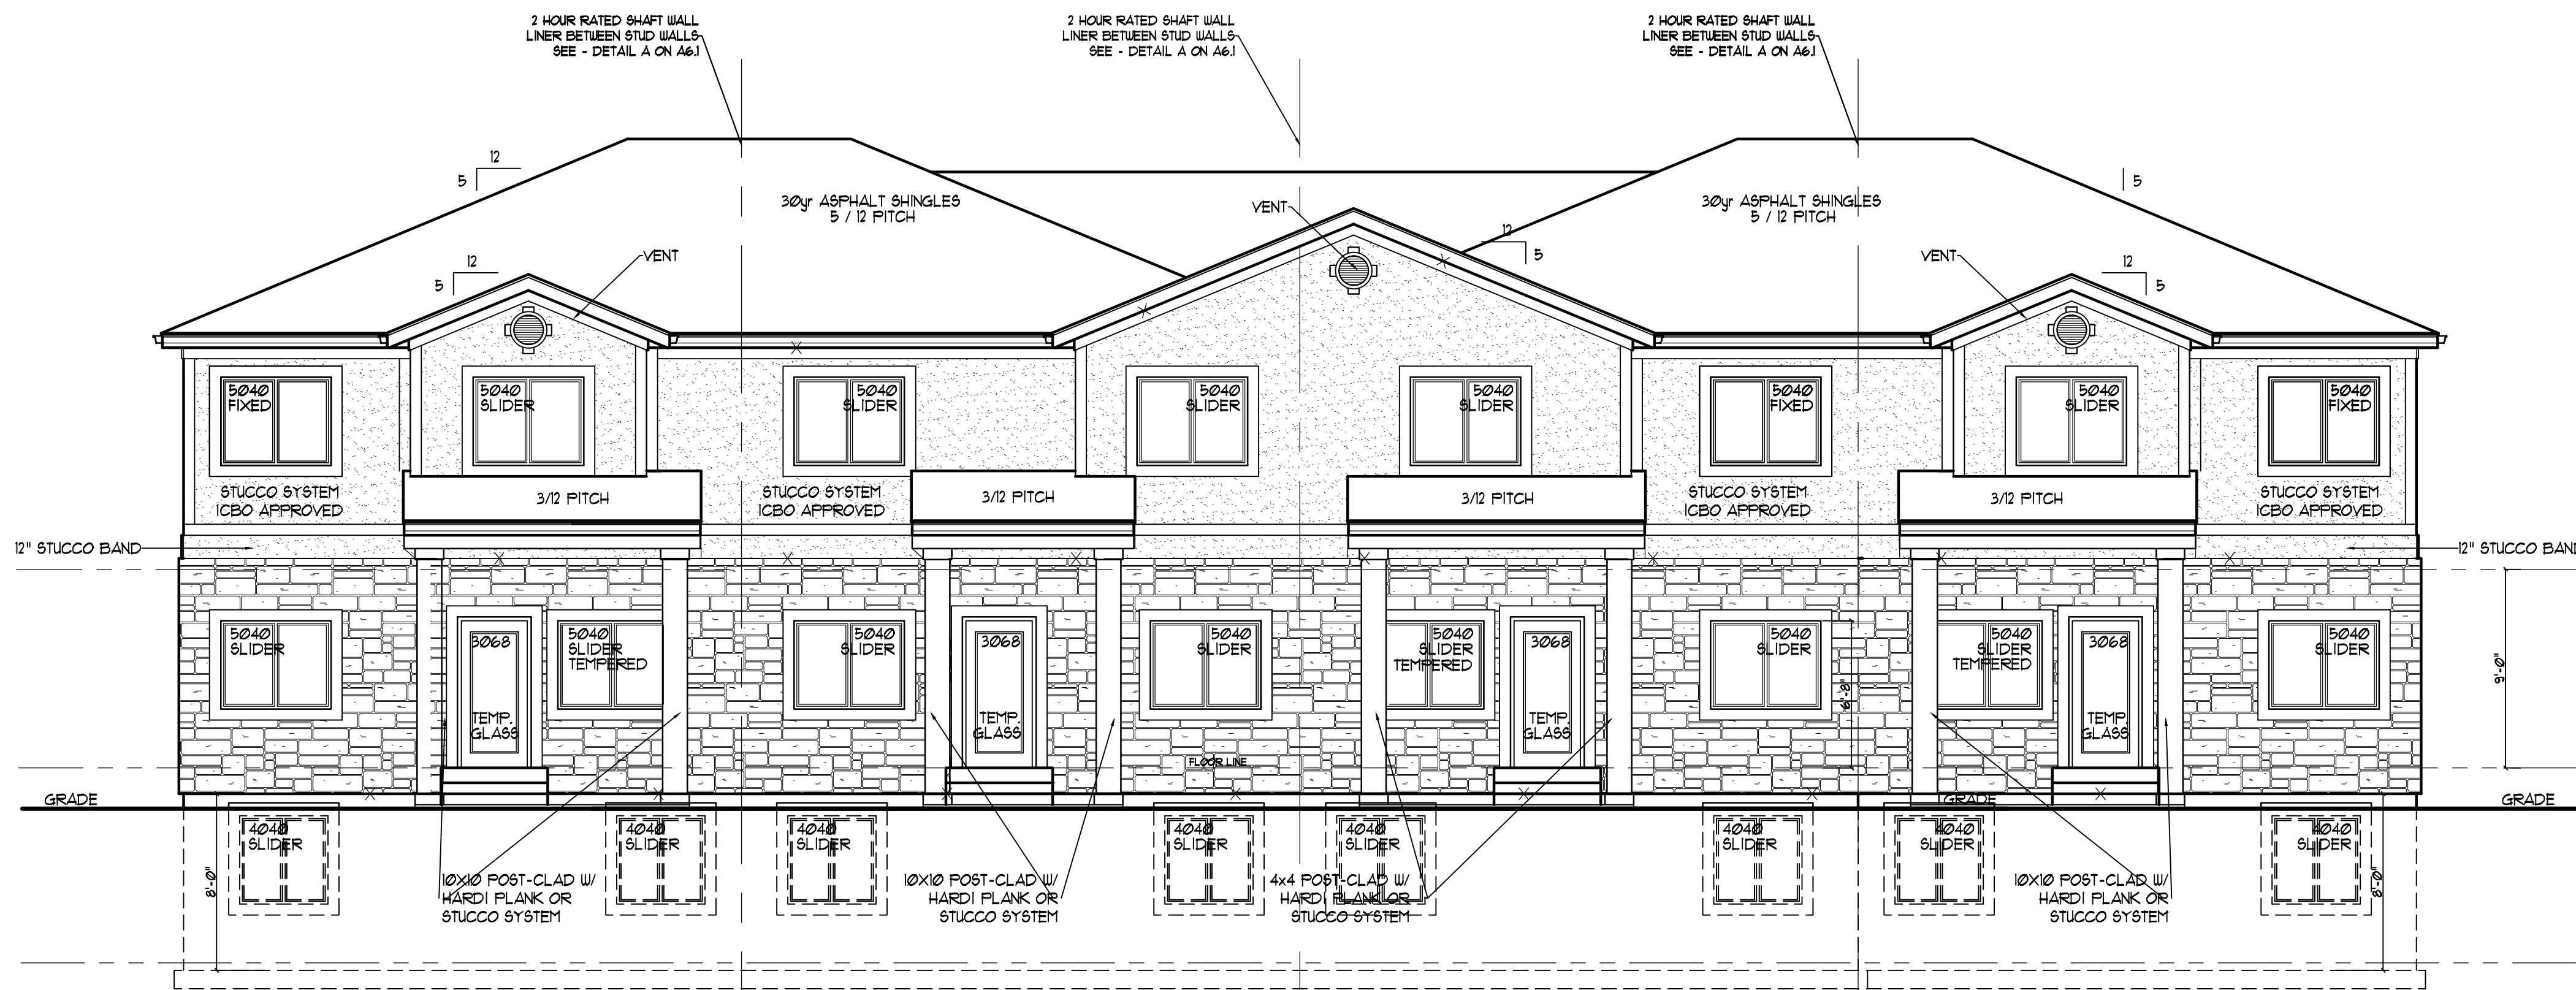 2 HOUR RATED SHAFT WALL
LINER BETWEEN STUD WALLS
SEE - DETAIL A ON A6.1
2 HOUR RATED SHAFT WALL
LINER BETWEEN STUD WALLS
SEE - DETAIL A ON A6.1
2 HOUR RATED SHAFT WALL
LINER BETWEEN STUD WALLS
SEE - DETAIL A ON A6.1
12
5
5
30yr ASPHALT SHINGLES
5 / 12 PITCH
VENT
30yr ASPHALT SHINGLES
5 / 12 PITCH
12
5
12
5
VENT
VENT
12
5
5040
FIXED
5040
SLIDER
5040
SLIDER
5040
SLIDER
5040
SLIDER
5040
FIXED
5040
SLIDER
5040
FIXED
STUCCO SYSTEM
ICBO APPROVED
3/12 PITCH
STUCCO SYSTEM
ICBO APPROVED
3/12 PITCH
3/12 PITCH
STUCCO SYSTEM
ICBO APPROVED
3/12 PITCH
STUCCO SYSTEM
ICBO APPROVED
12" STUCCO BAND
12" STUCCO BAND
5040
SLIDER
3068
TEMP.
GLASS
5040
SLIDER
TEMPERED
5040
SLIDER
3068
TEMP.
GLASS
5040
SLIDER
5040
SLIDER
TEMPERED
3068
TEMP.
GLASS
5040
SLIDER
6'-8"
5040
SLIDER
TEMPERED
3068
TEMP.
GLASS
5040
SLIDER
9'-0"
FLOOR LINE
GRADE
GRADE
GRADE
4040
SLIDER
4040
SLIDER
4040
SLIDER
4040
SLIDER
4040
SLIDER
4040
SLIDER
4040
SLIDER
4040
SLIDER
8'-0"
10X10 POST-CLAD W/
HARDI PLANK OR
STUCCO SYSTEM
10X10 POST-CLAD W/
HARDI PLANK OR
STUCCO SYSTEM
4x4 POST-CLAD W/
HARDI PLANK OR
STUCCO SYSTEM
10X10 POST-CLAD W/
HARDI PLANK OR
STUCCO SYSTEM
8'-0"